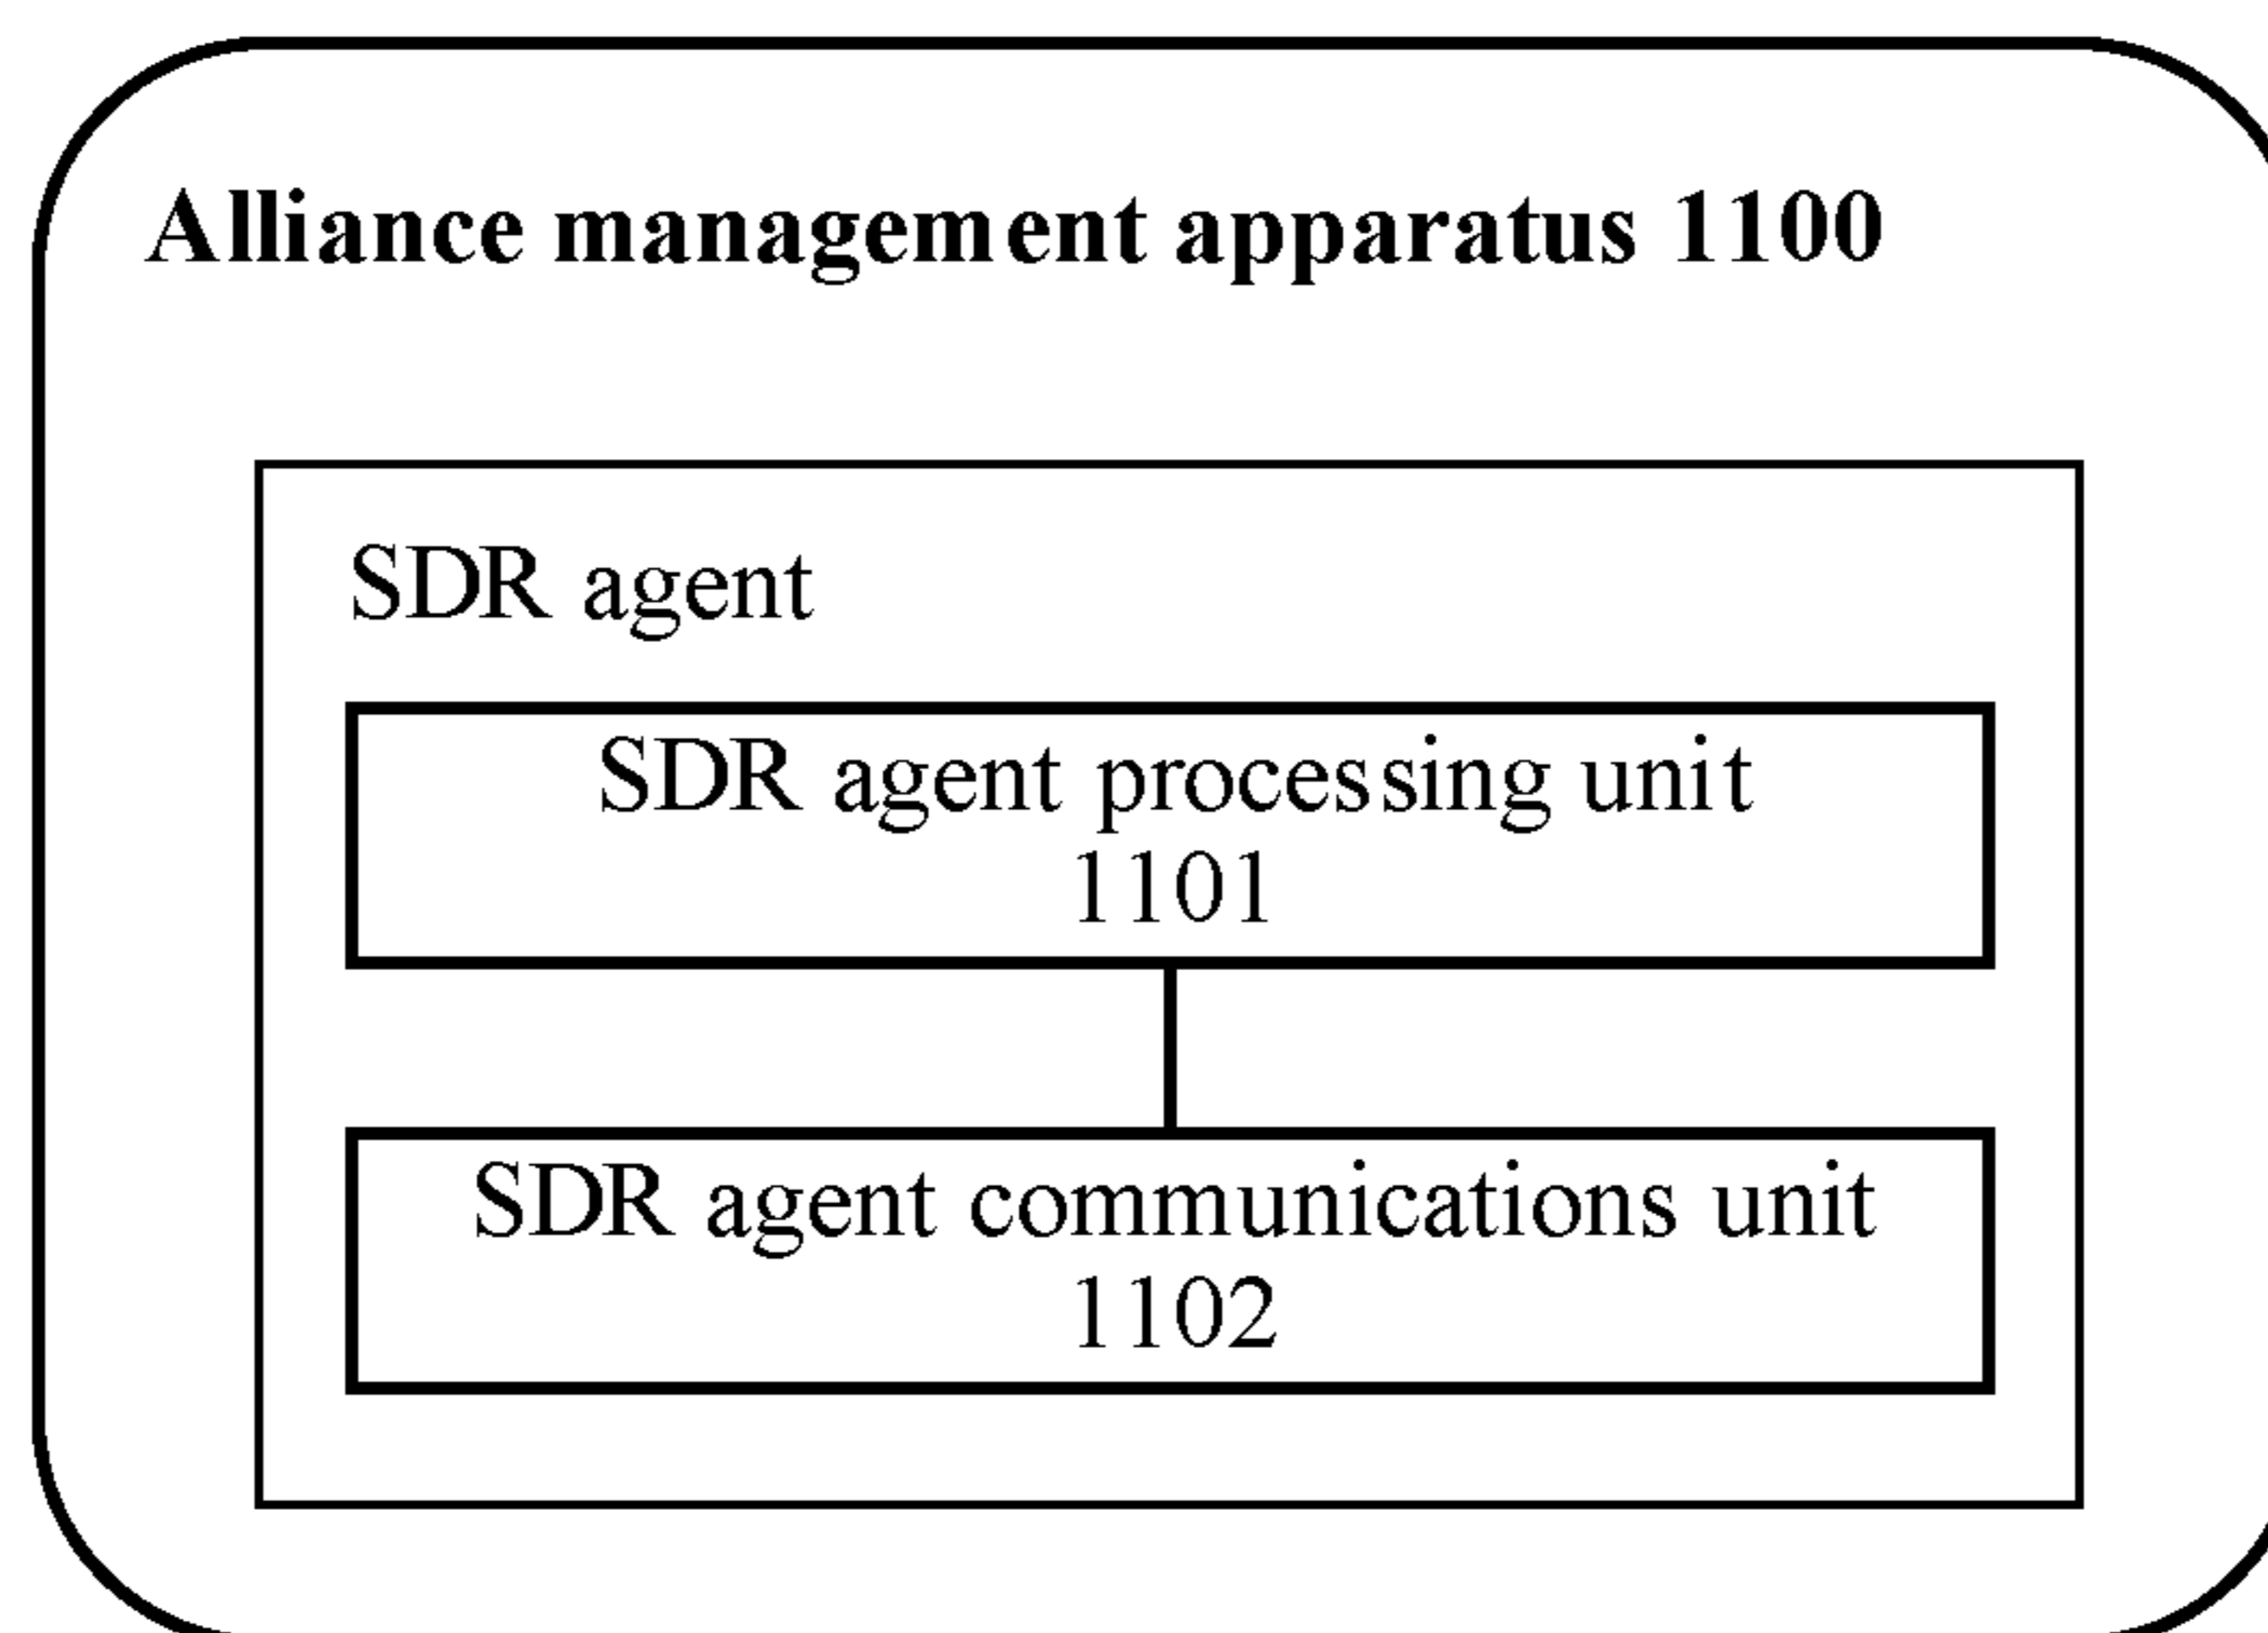 Alliance management apparatus 1100
SDR agent
SDR agent processing unit
1101
SDR agent communications unit
1102